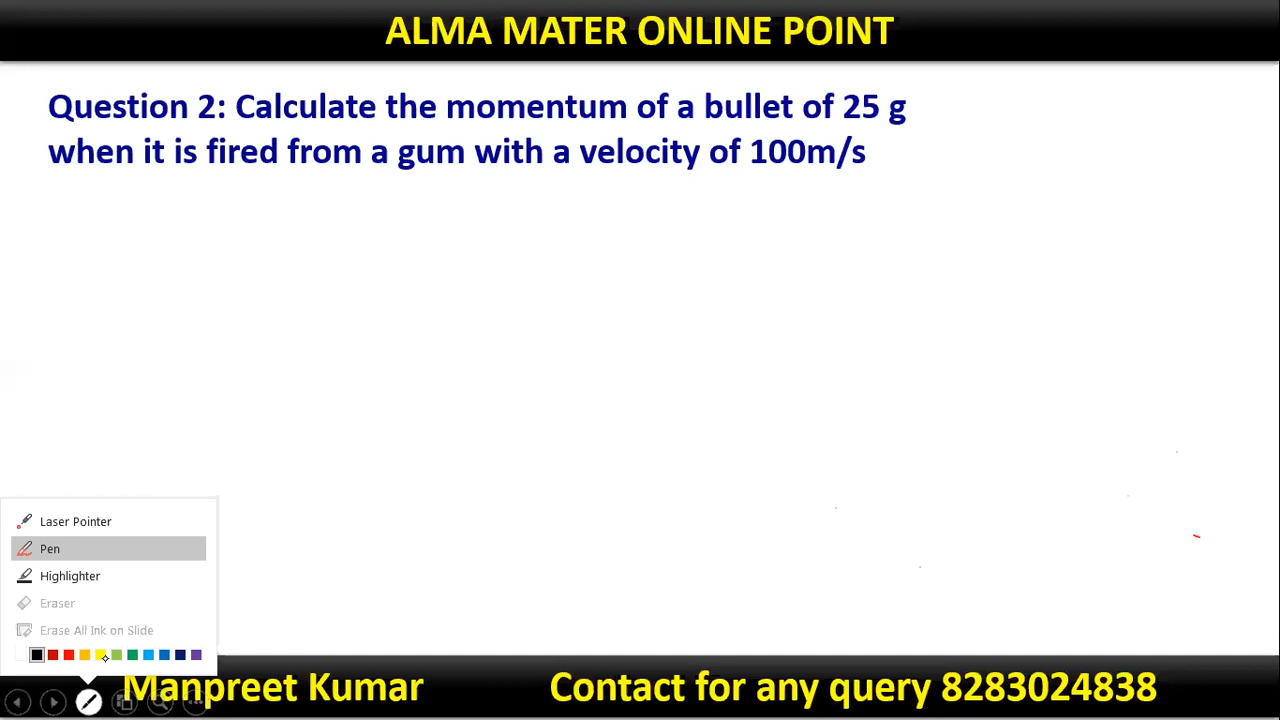 ALMA MATER ONLINE POINT
Question 2: Calculate the momentum of a bullet of 25 g
when it is fired from a gum with a velocity of 100m/s
Laser Pointer
Pen
Highlighter
Eraser
Erase All Ink on Slide
Manpreet Kumar
Contact for any query 8283024838